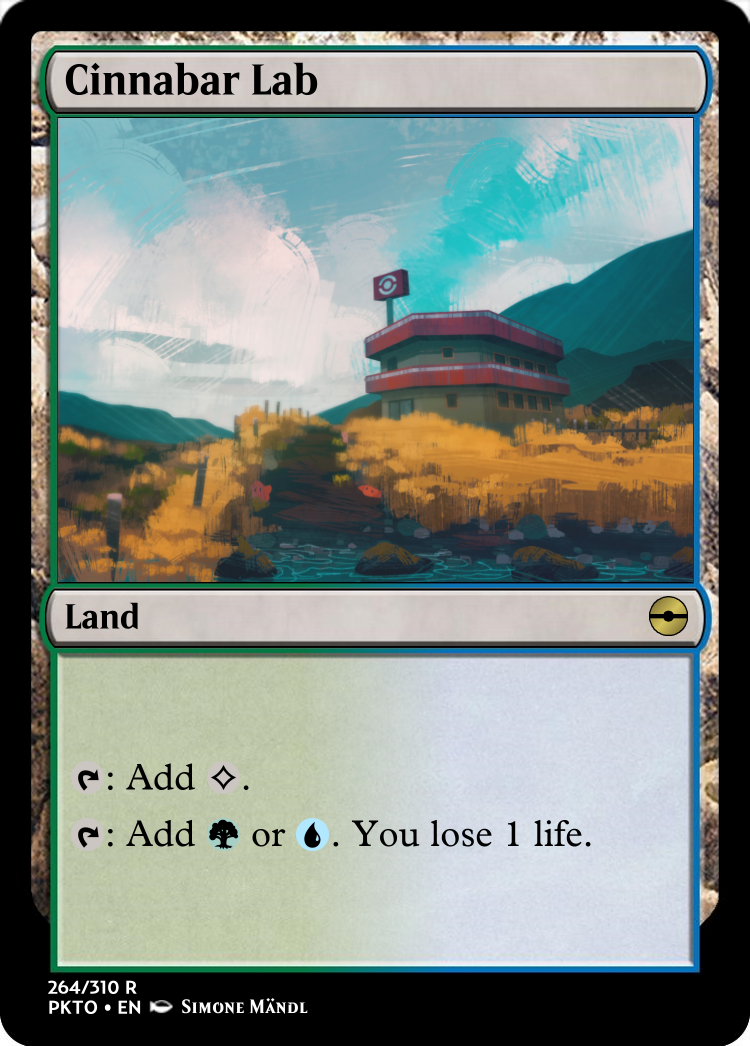 Cinnabar Lab
Land
: Add .
: Add or . You lose 1 life.
264/310 R
PKTO • EN SIMONE MÄNDL